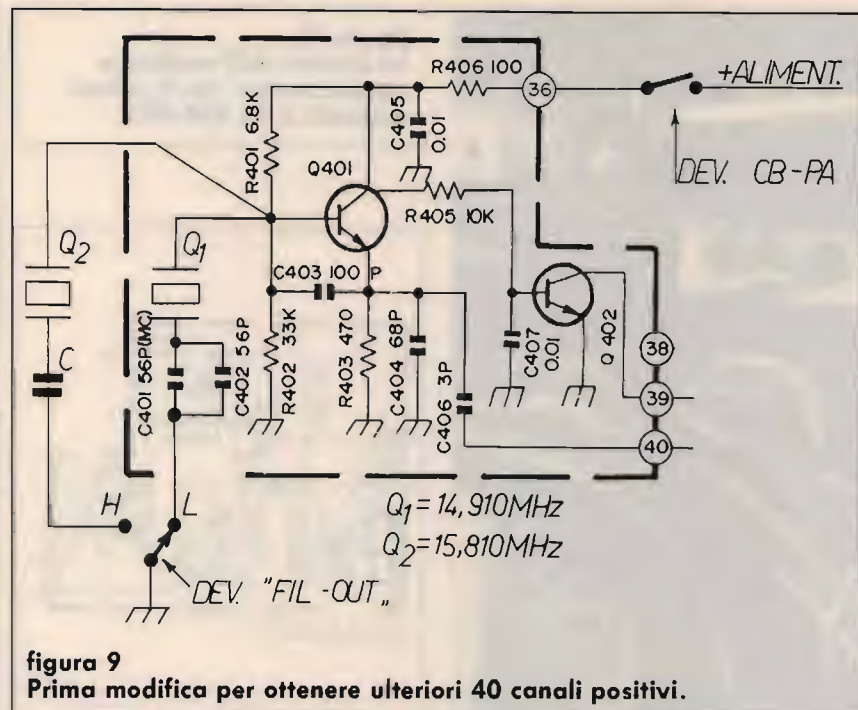 R406 100
36
+ALIMENT.
R401 6.8K
C405
0.01
Q401
DEV. CB-PA
R405 10K
Q2
Q1
C403 100 P
C401 56P(MC)
C402 56P
R402 33K
R403 470
C404 68P
C406 3P
C407
0.01
Q 402
38
39
40
C
H
L
Q1=14,910MHz
Q2=15,810MHz
DEV. "FIL-OUT„
figura 9
Prima modifica per ottenere ulteriori 40 canali positivi.